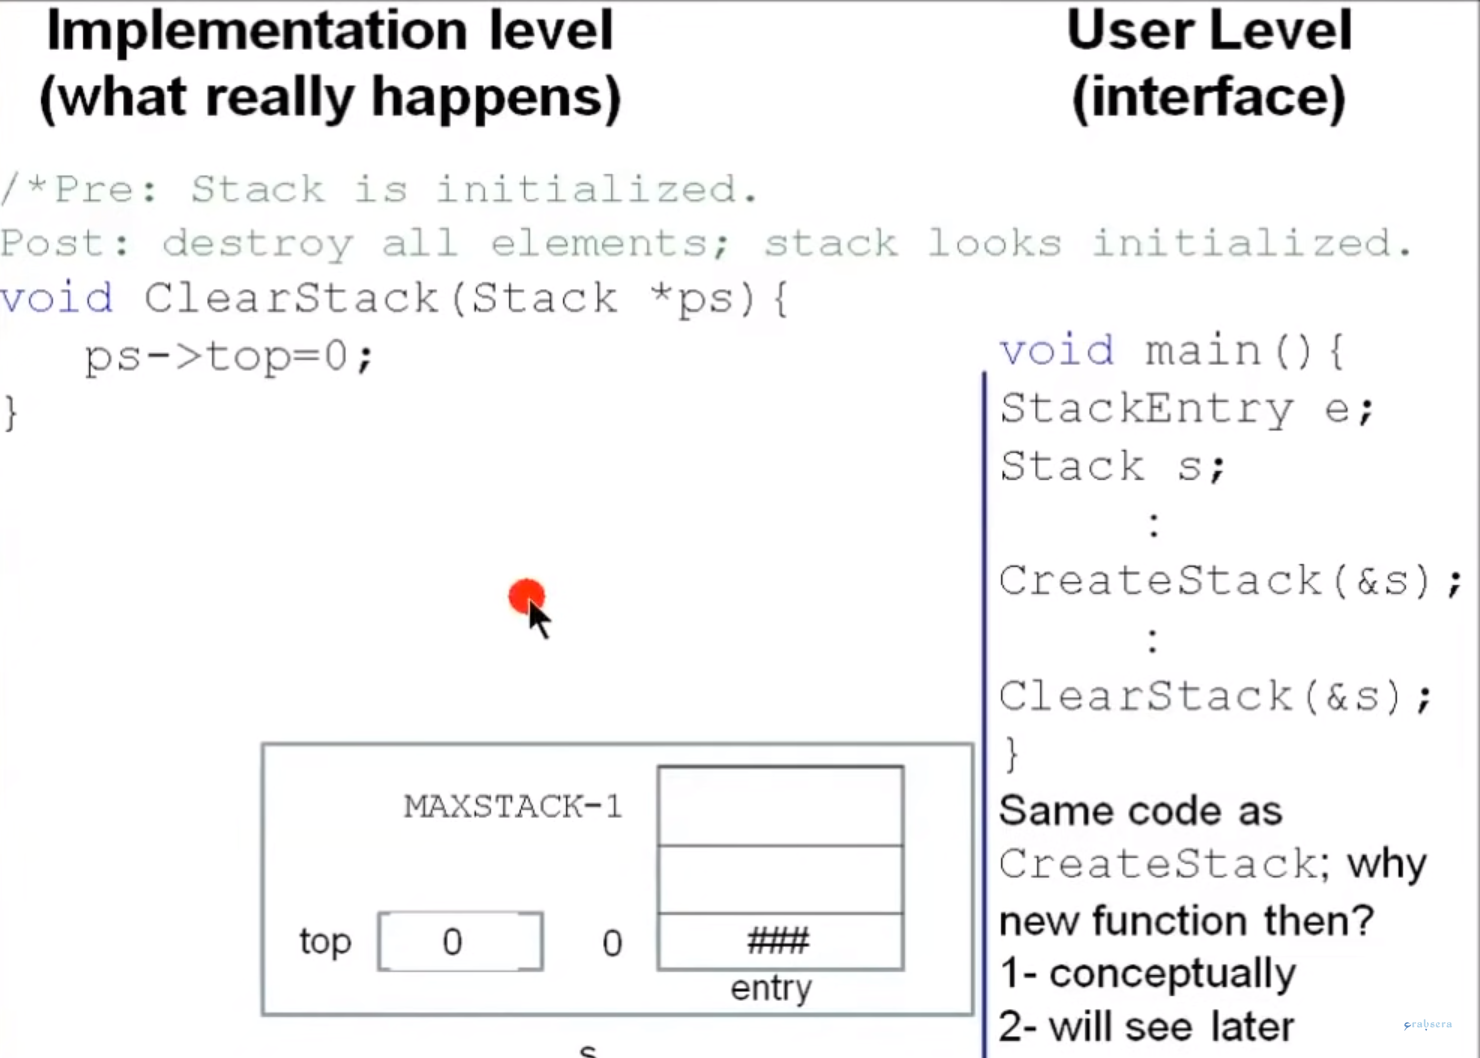 Implementation level
(what really happens)
/*Pre: Stack is initialized.
Post: destroy all elements; stack looks initialized.
void ClearStack(Stack *ps){
ps->top=0;
}
MAXSTACK-1
top 0 0 ###
entry
s
User Level
(interface)
void main(){
StackEntry e;
Stack s;
:
CreateStack(&s);
:
ClearStack(&s);
}
Same code as
CreateStack; why
new function then?
1- conceptually
2- will see later